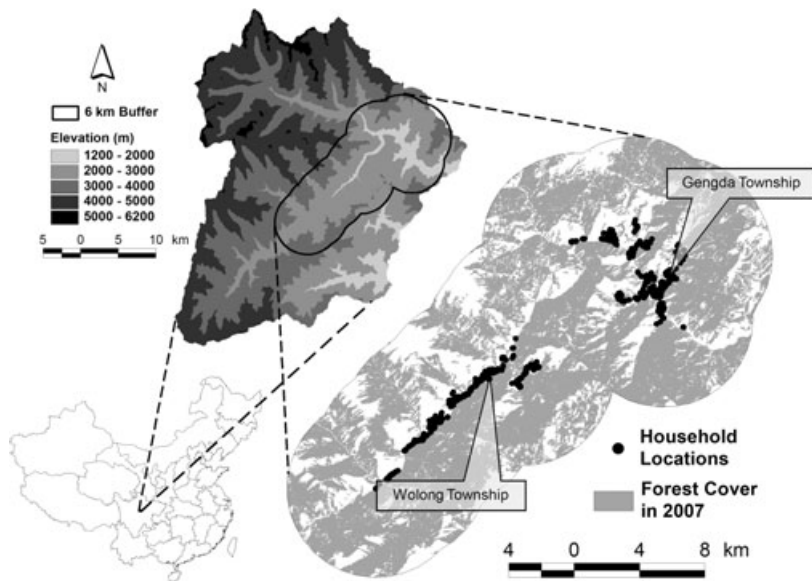 N
6 km Buffer
Elevation (m)
1200 - 2000
2000 - 3000
3000 - 4000
4000 - 5000
5000 - 6200
5 0 5 10 km
Gengda Township
Wolong Township
Household
Locations
Forest Cover
in 2007
4 0 4 8 km